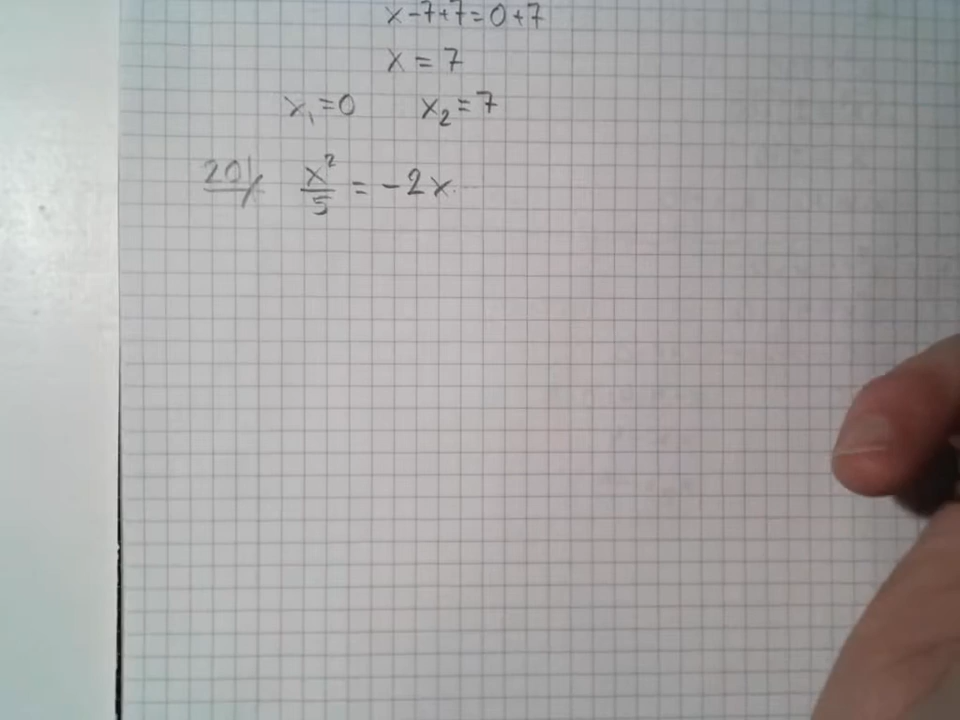 x-7+7=0+7
x = 7
x₁=0 x₂=7
20/ x²/5 = -2x